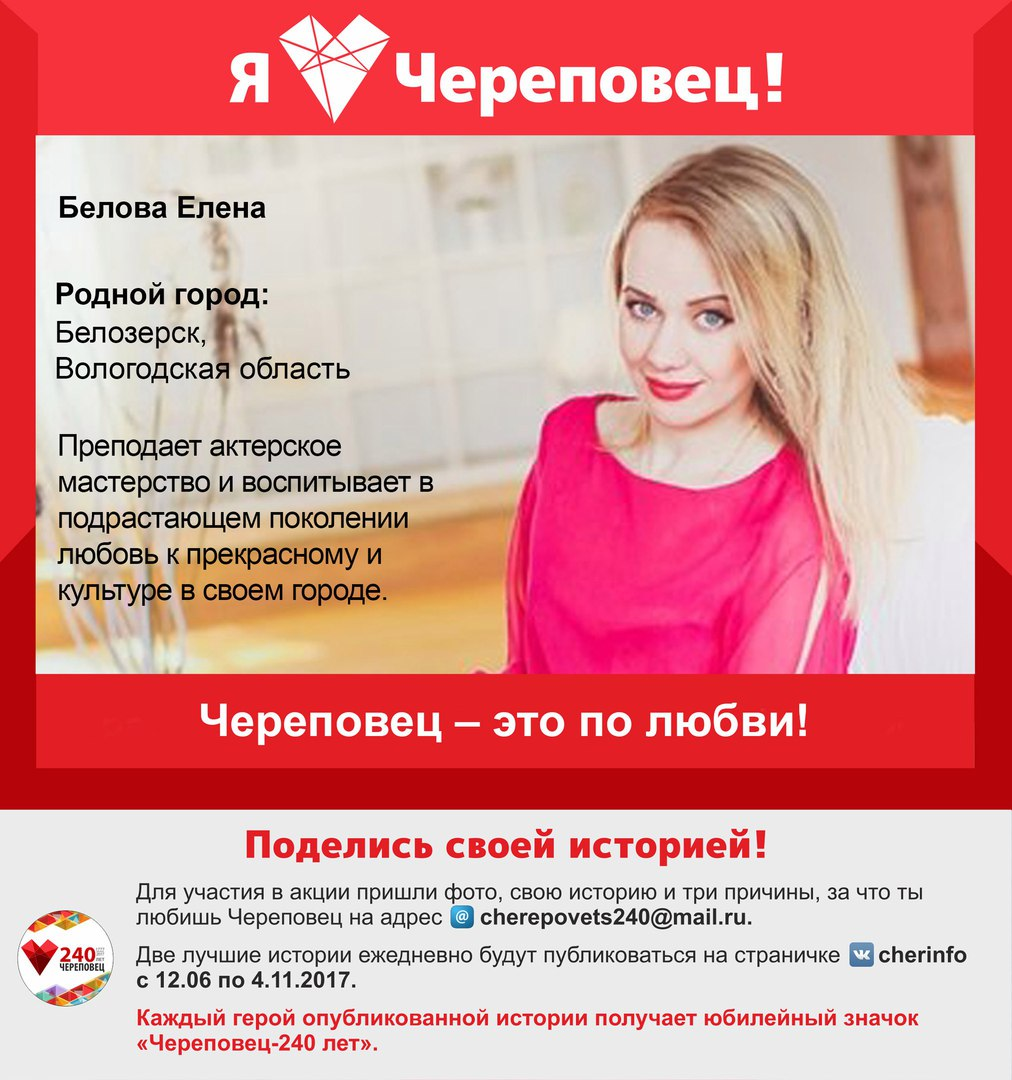 Я Череповец!
Белова Елена
Родной город:
Белозерск,
Вологодская область
Преподает актерское
мастерство и воспитывает в
подрастающем поколении
любовь к прекрасному и
культуре в своем городе.
Череповец – это по любви!
Поделись своей историей!
Для участия в акции пришли фото, свою историю и три причины, за что ты
любишь Череповец на адрес @ cherepovets240@mail.ru.
Две лучшие истории ежедневно будут публиковаться на страничке cherinfo
с 12.06 по 4.11.2017.
Каждый герой опубликованной истории получает юбилейный значок
«Череповец-240 лет».
240
ЧЕРЕПОВЕЦ